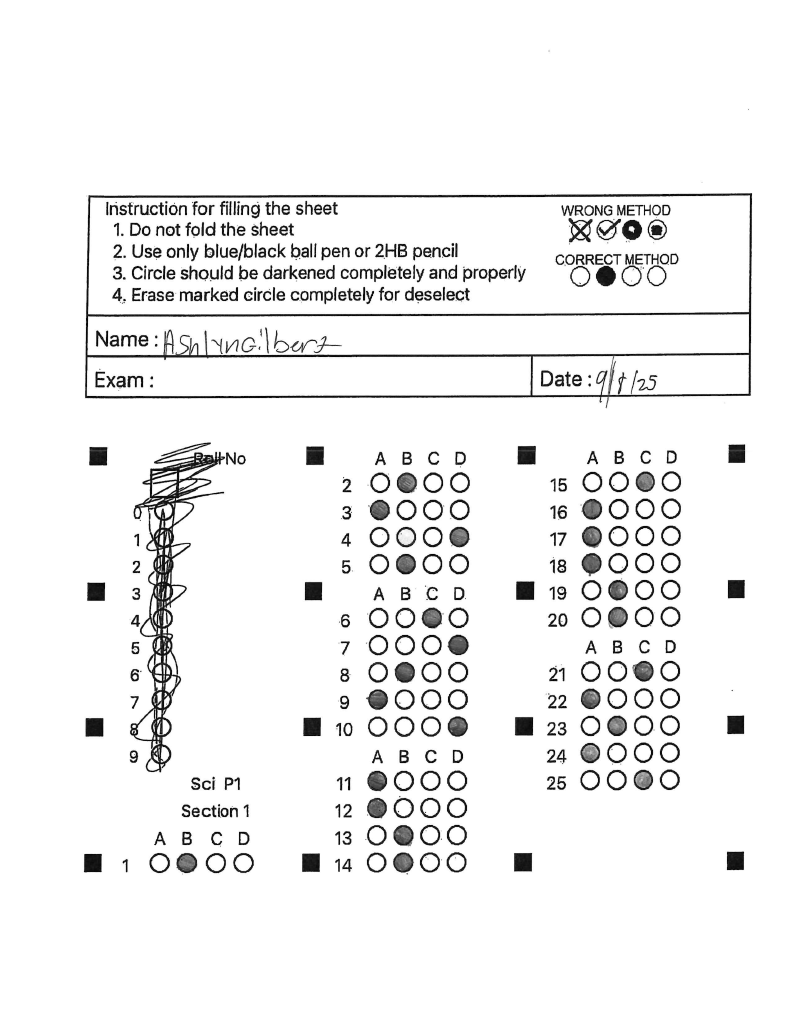 Instruction for filling the sheet
1. Do not fold the sheet
2. Use only blue/black ball pen or 2HB pencil
3. Circle should be darkened completely and properly
4. Erase marked circle completely for deselect
WRONG METHOD
CORRECT METHOD
Name : Ashlyn Gilbert
Exam :
Date : 9/8/25
Roll No
0
1
2
3
4
5
6
7
8
9
Sci P1
Section 1
A B C D
1
A B C D
2
3
4
5
A B C D
6
7
8
9
10
A B C D
11
12
13
14
A B C D
15
16
17
18
19
20
A B C D
21
22
23
24
25